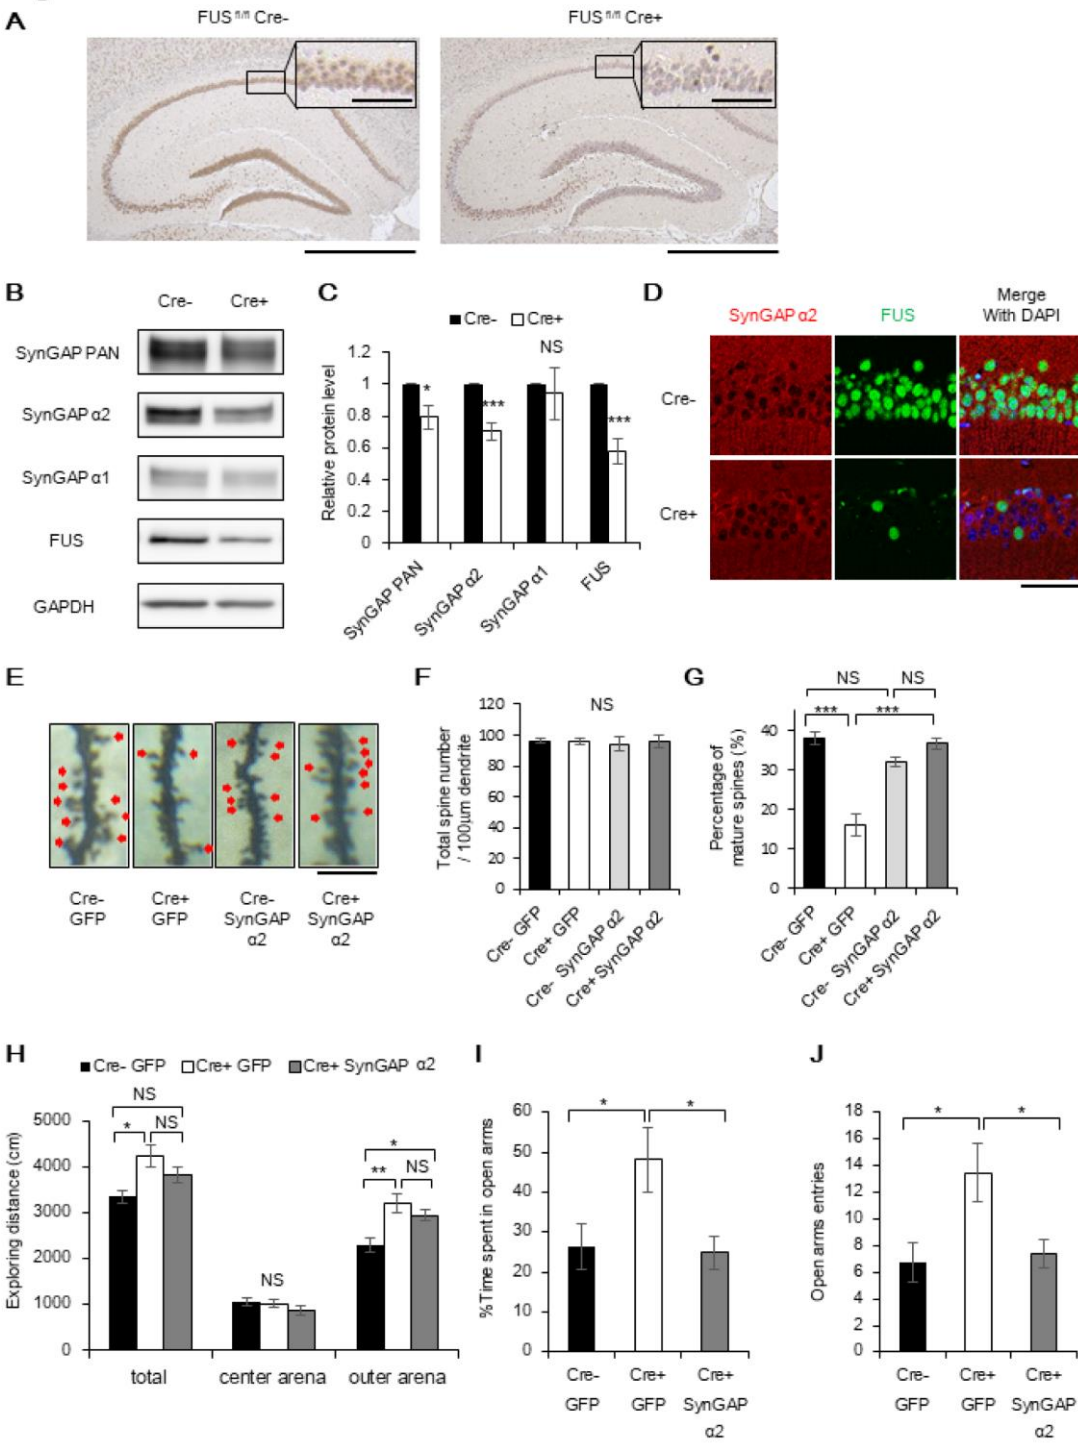 A
FUS fl/fl Cre-
FUS fl/fl Cre+
B
Cre-
Cre+
SynGAP PAN
SynGAP α2
SynGAP α1
FUS
GAPDH
C
Cre-
Cre+
Relative protein level
1.2
1
0.8
0.6
0.4
0.2
0
*
***
NS
***
SynGAP PAN
SynGAP α2
SynGAP α1
FUS
D
SynGAP α2
FUS
Merge
With DAPI
Cre-
Cre+
E
Cre-
GFP
Cre+
GFP
Cre-
SynGAP
α2
Cre+
SynGAP
α2
F
Total spine number
/ 100μm dendrite
120
100
80
60
40
20
0
NS
Cre- GFP
Cre+ GFP
Cre- SynGAP α2
Cre+ SynGAP α2
G
NS
NS
***
***
Percentage of
mature spines (%)
40
30
20
10
0
Cre- GFP
Cre+ GFP
Cre- SynGAP α2
Cre+ SynGAP α2
H
Cre- GFP
Cre+ GFP
Cre+ SynGAP α2
Exploring distance (cm)
5000
4000
3000
2000
1000
0
NS
*
NS
NS
*
**
NS
total
center arena
outer arena
I
%Time spent in open arms
60
50
40
30
20
10
0
*
*
Cre-
GFP
Cre+
GFP
Cre+
SynGAP
α2
J
Open arms entries
18
16
14
12
10
8
6
4
2
0
*
*
Cre-
GFP
Cre+
GFP
Cre+
SynGAP
α2